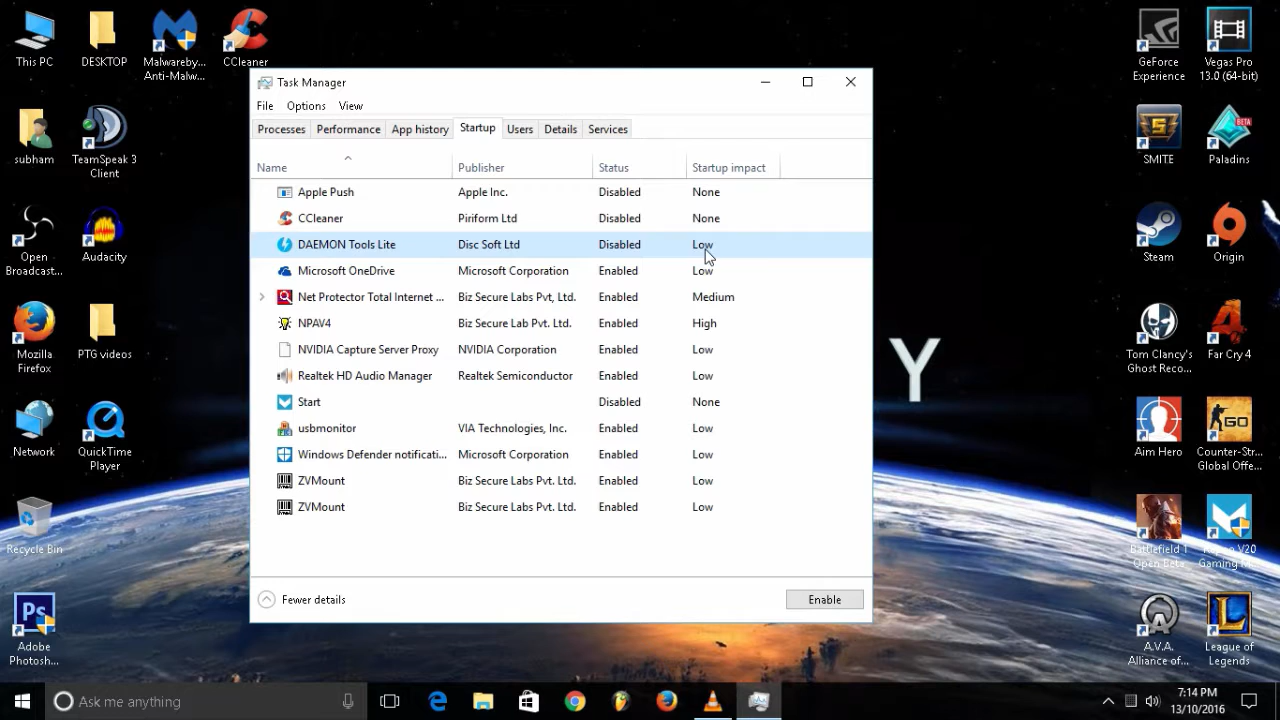 This PC
DESKTOP
Malwareby...
Anti-Malw...
CCleaner
subham
TeamSpeak 3
Client
Open
Broadcast...
Audacity
Mozilla
Firefox
PTG videos
Network
QuickTime
Player
Recycle Bin
Ps
Adobe
Photosh...
Task Manager
File Options View
Processes Performance App history Startup Users Details Services
Name Publisher Status Startup impact
Apple Push Apple Inc. Disabled None
CCleaner Piriform Ltd Disabled None
DAEMON Tools Lite Disc Soft Ltd Disabled Low
Microsoft OneDrive Microsoft Corporation Enabled Low
Net Protector Total Internet ... Biz Secure Labs Pvt, Ltd. Enabled Medium
NPAV4 Biz Secure Lab Pvt. Ltd. Enabled High
NVIDIA Capture Server Proxy NVIDIA Corporation Enabled Low
Realtek HD Audio Manager Realtek Semiconductor Enabled Low
Start Disabled None
usbmonitor VIA Technologies, Inc. Enabled Low
Windows Defender notificati... Microsoft Corporation Enabled Low
ZVMount Biz Secure Labs Pvt. Ltd. Enabled Low
ZVMount Biz Secure Labs Pvt. Ltd. Enabled Low
Fewer details Enable
Y
GeForce
Experience
Vegas Pro
13.0 (64-bit)
SMITE
BETA
Paladins
Steam
Origin
Tom Clancy's
Ghost Reco...
4
Far Cry 4
Aim Hero
GO
Counter-Str...
Global Offe...
Battlefield 1
Open Beta
V20
Gaming
A.V.A.
Alliance of...
L
League of
Legends
Ask me anything
7:14 PM
13/10/2016